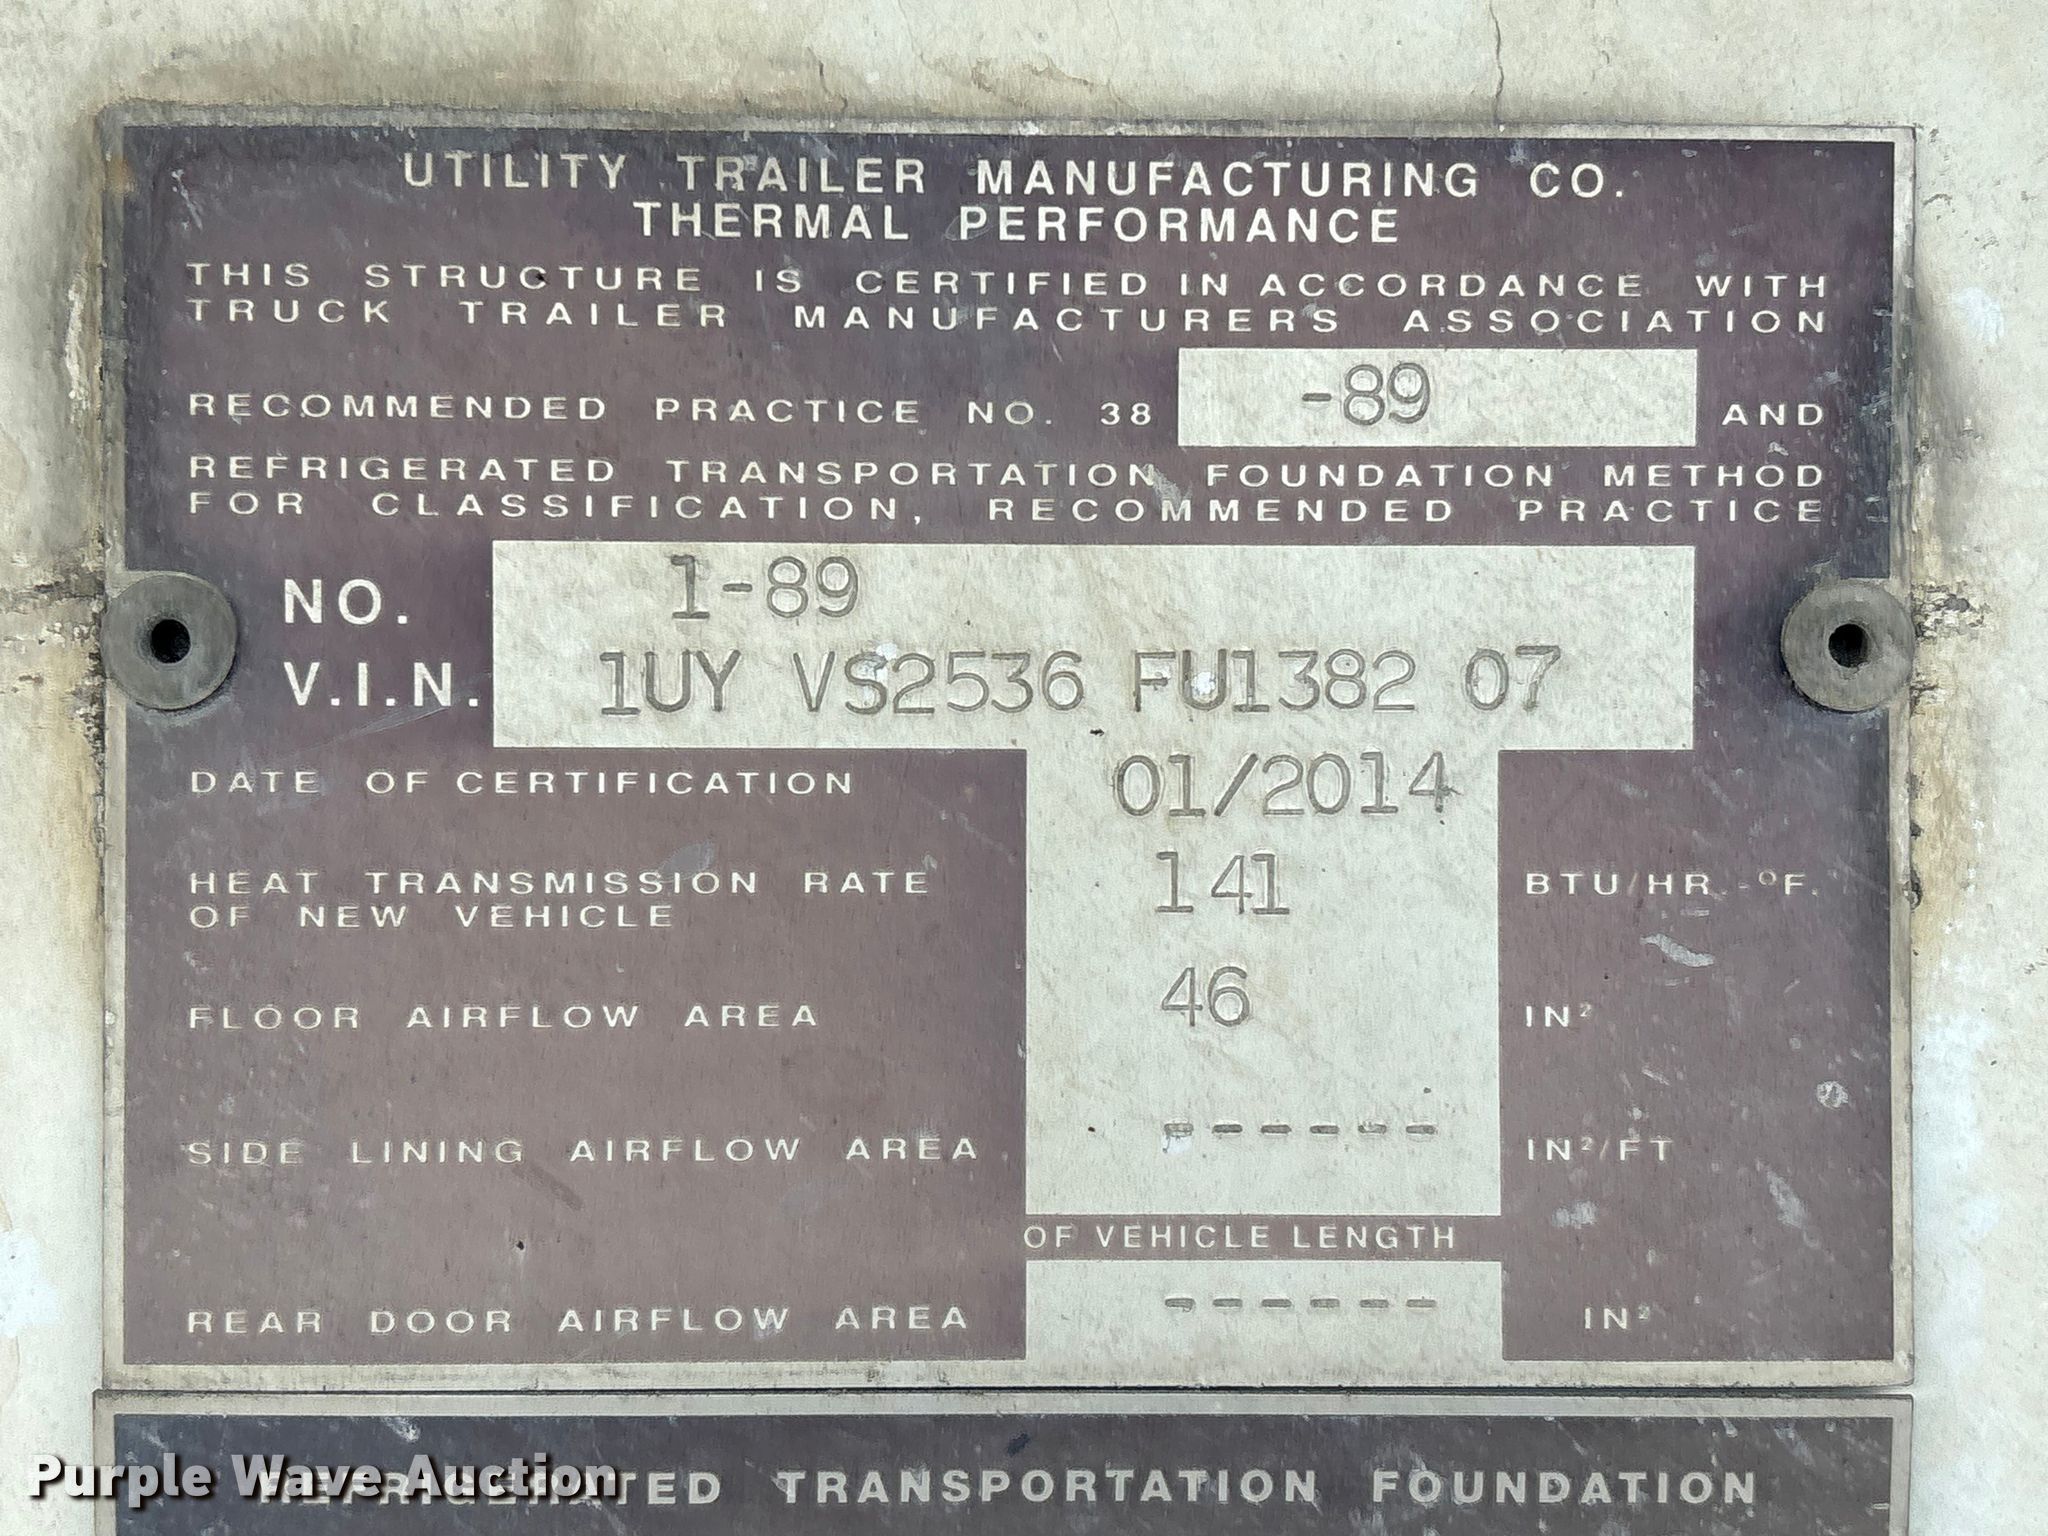 UTILITY TRAILER MANUFACTURING CO.
THERMAL PERFORMANCE
THIS STRUCTURE IS CERTIFIED IN ACCORDANCE WITH
TRUCK TRAILER MANUFACTURERS ASSOCIATION
RECOMMENDED PRACTICE NO. 38 -89 AND
REFRIGERATED TRANSPORTATION FOUNDATION METHOD
FOR CLASSIFICATION, RECOMMENDED PRACTICE
NO. 1-89
V.I.N. 1UY VS2536 FU1382 07
DATE OF CERTIFICATION 01/2014
HEAT TRANSMISSION RATE 141 BTU/HR.-°F.
OF NEW VEHICLE
FLOOR AIRFLOW AREA 46 IN²
SIDE LINING AIRFLOW AREA ------ IN²/FT
OF VEHICLE LENGTH
REAR DOOR AIRFLOW AREA ------ IN²
REFRIGERATED TRANSPORTATION FOUNDATION
Purple Wave Auction